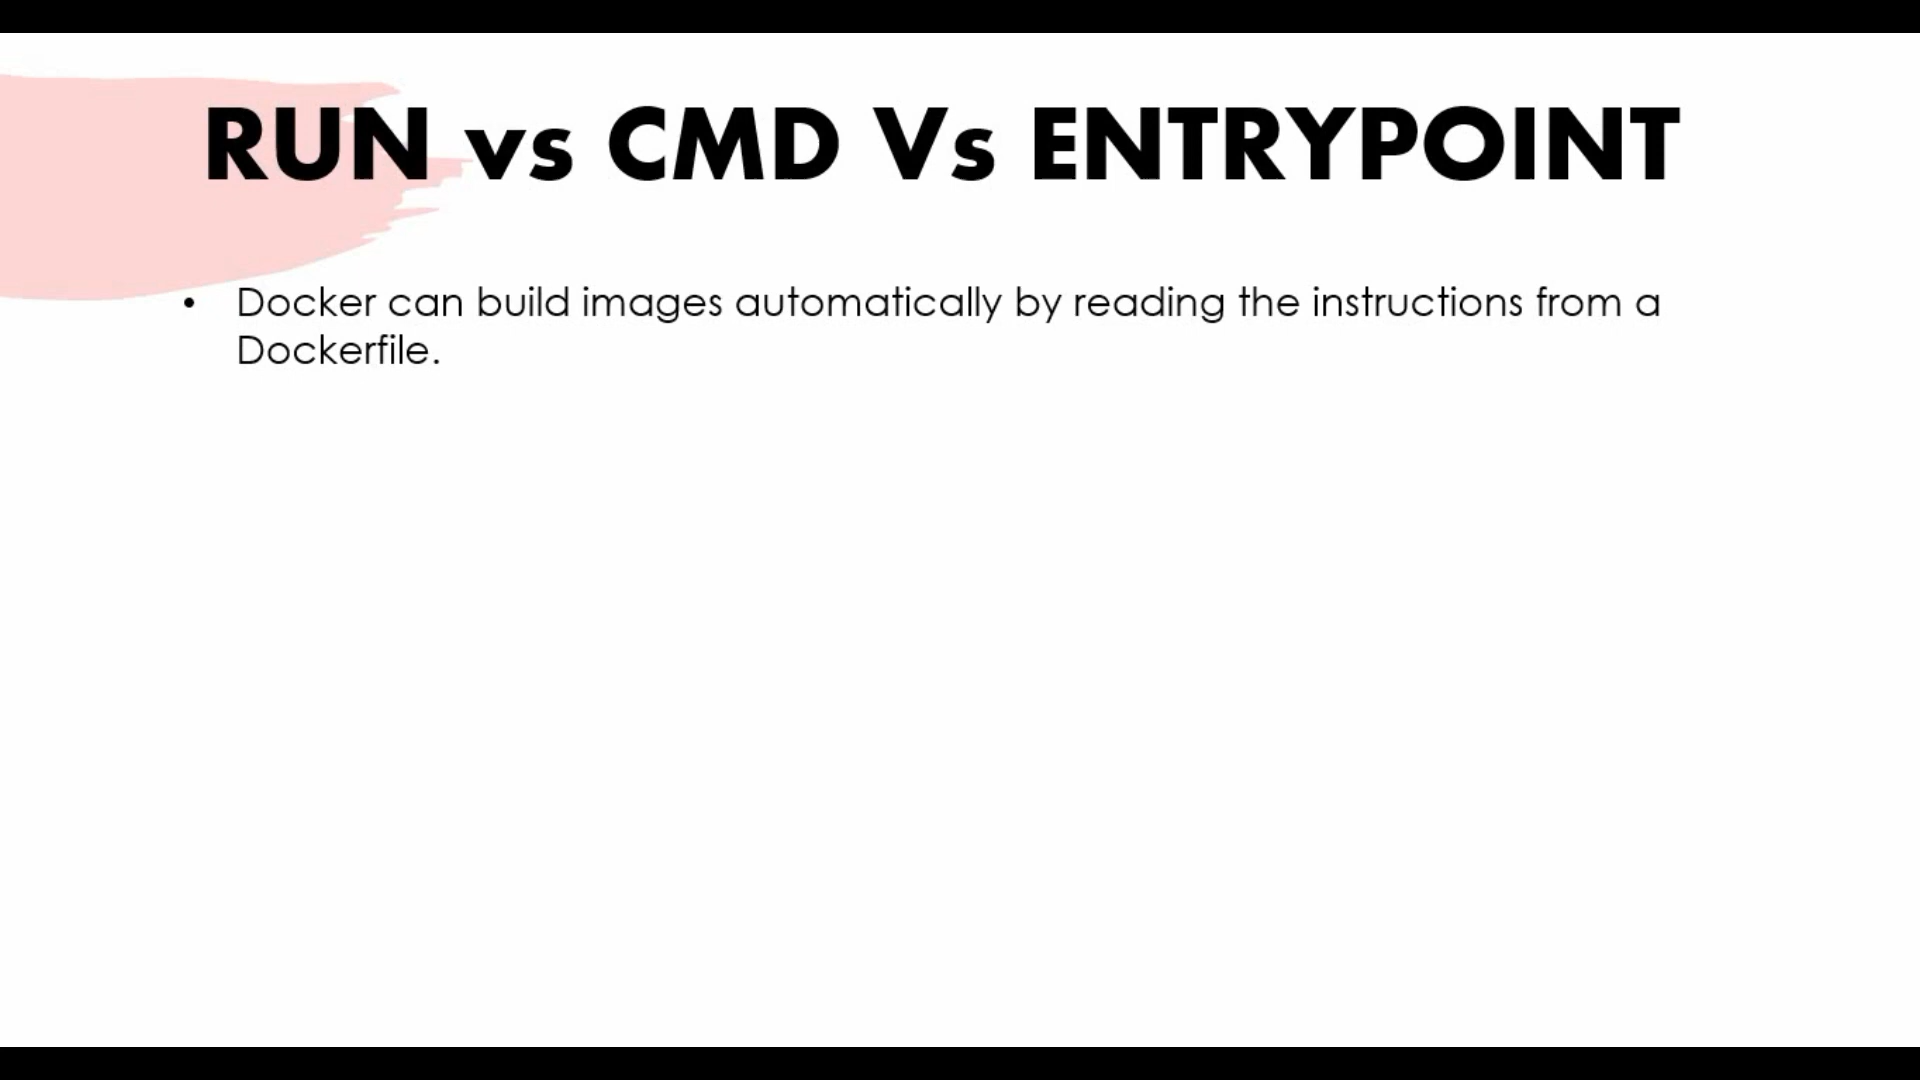 RUN vs CMD Vs ENTRYPOINT
• Docker can build images automatically by reading the instructions from a
Dockerfile.